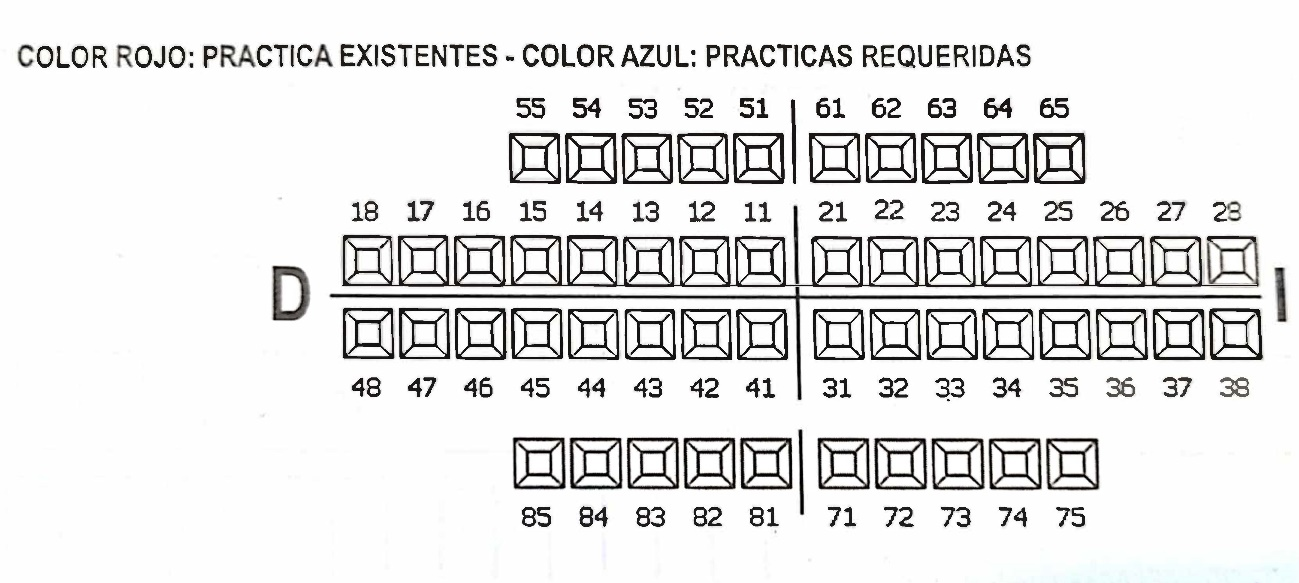 COLOR ROJO: PRACTICA EXISTENTES - COLOR AZUL: PRACTICAS REQUERIDAS
55 54 53 52 51 61 62 63 64 65
18 17 16 15 14 13 12 11 21 22 23 24 25 26 27 28
D I
48 47 46 45 44 43 42 41 31 32 33 34 35 36 37 38
85 84 83 82 81 71 72 73 74 75